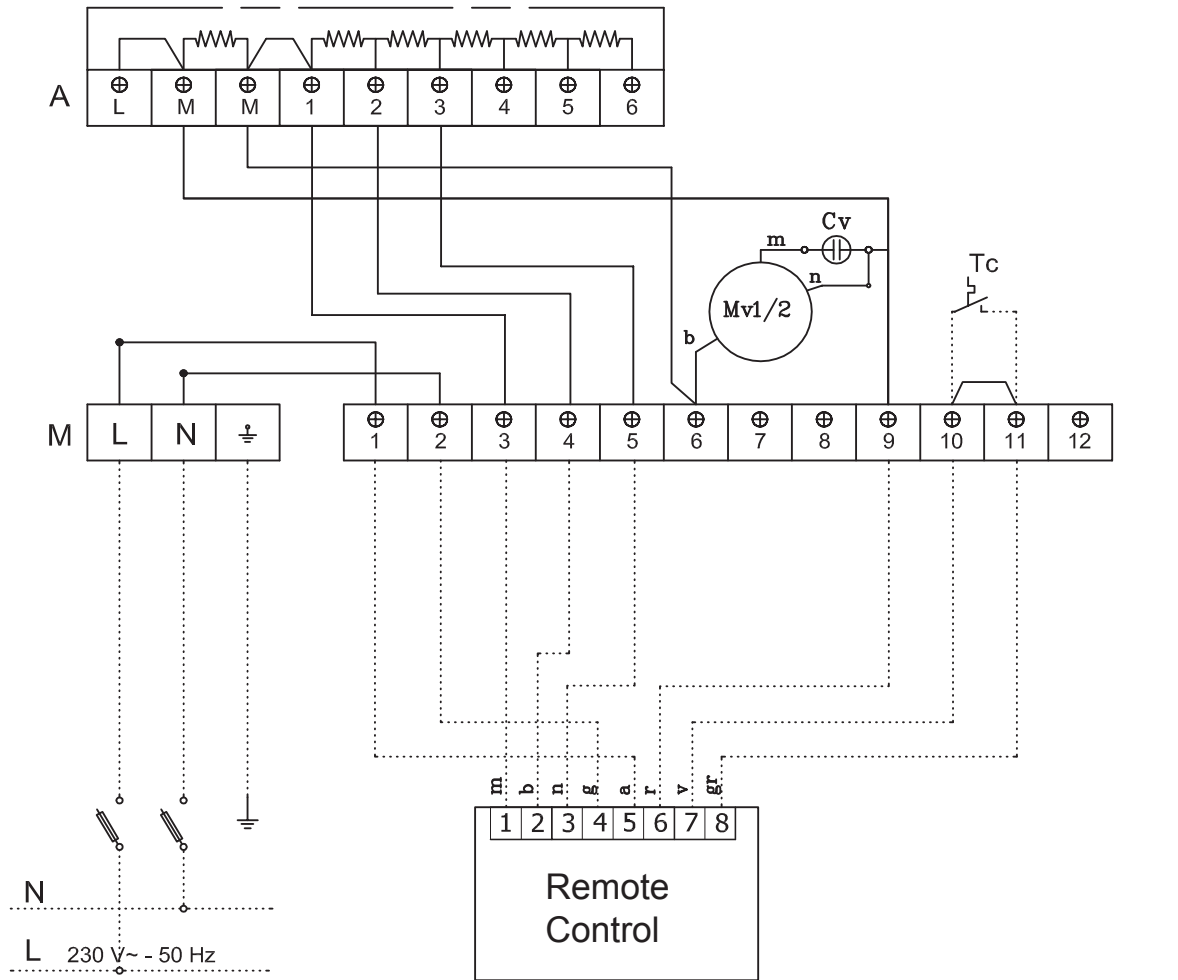 A
L M M 1 2 3 4 5 6
Cv
m
n
Tc
Mv1/2
b
M
L N
1 2 3 4 5 6 7 8 9 10 11 12
m b n g a r v gr
1 2 3 4 5 6 7 8
Remote
Control
N
L 230 V~ - 50 Hz